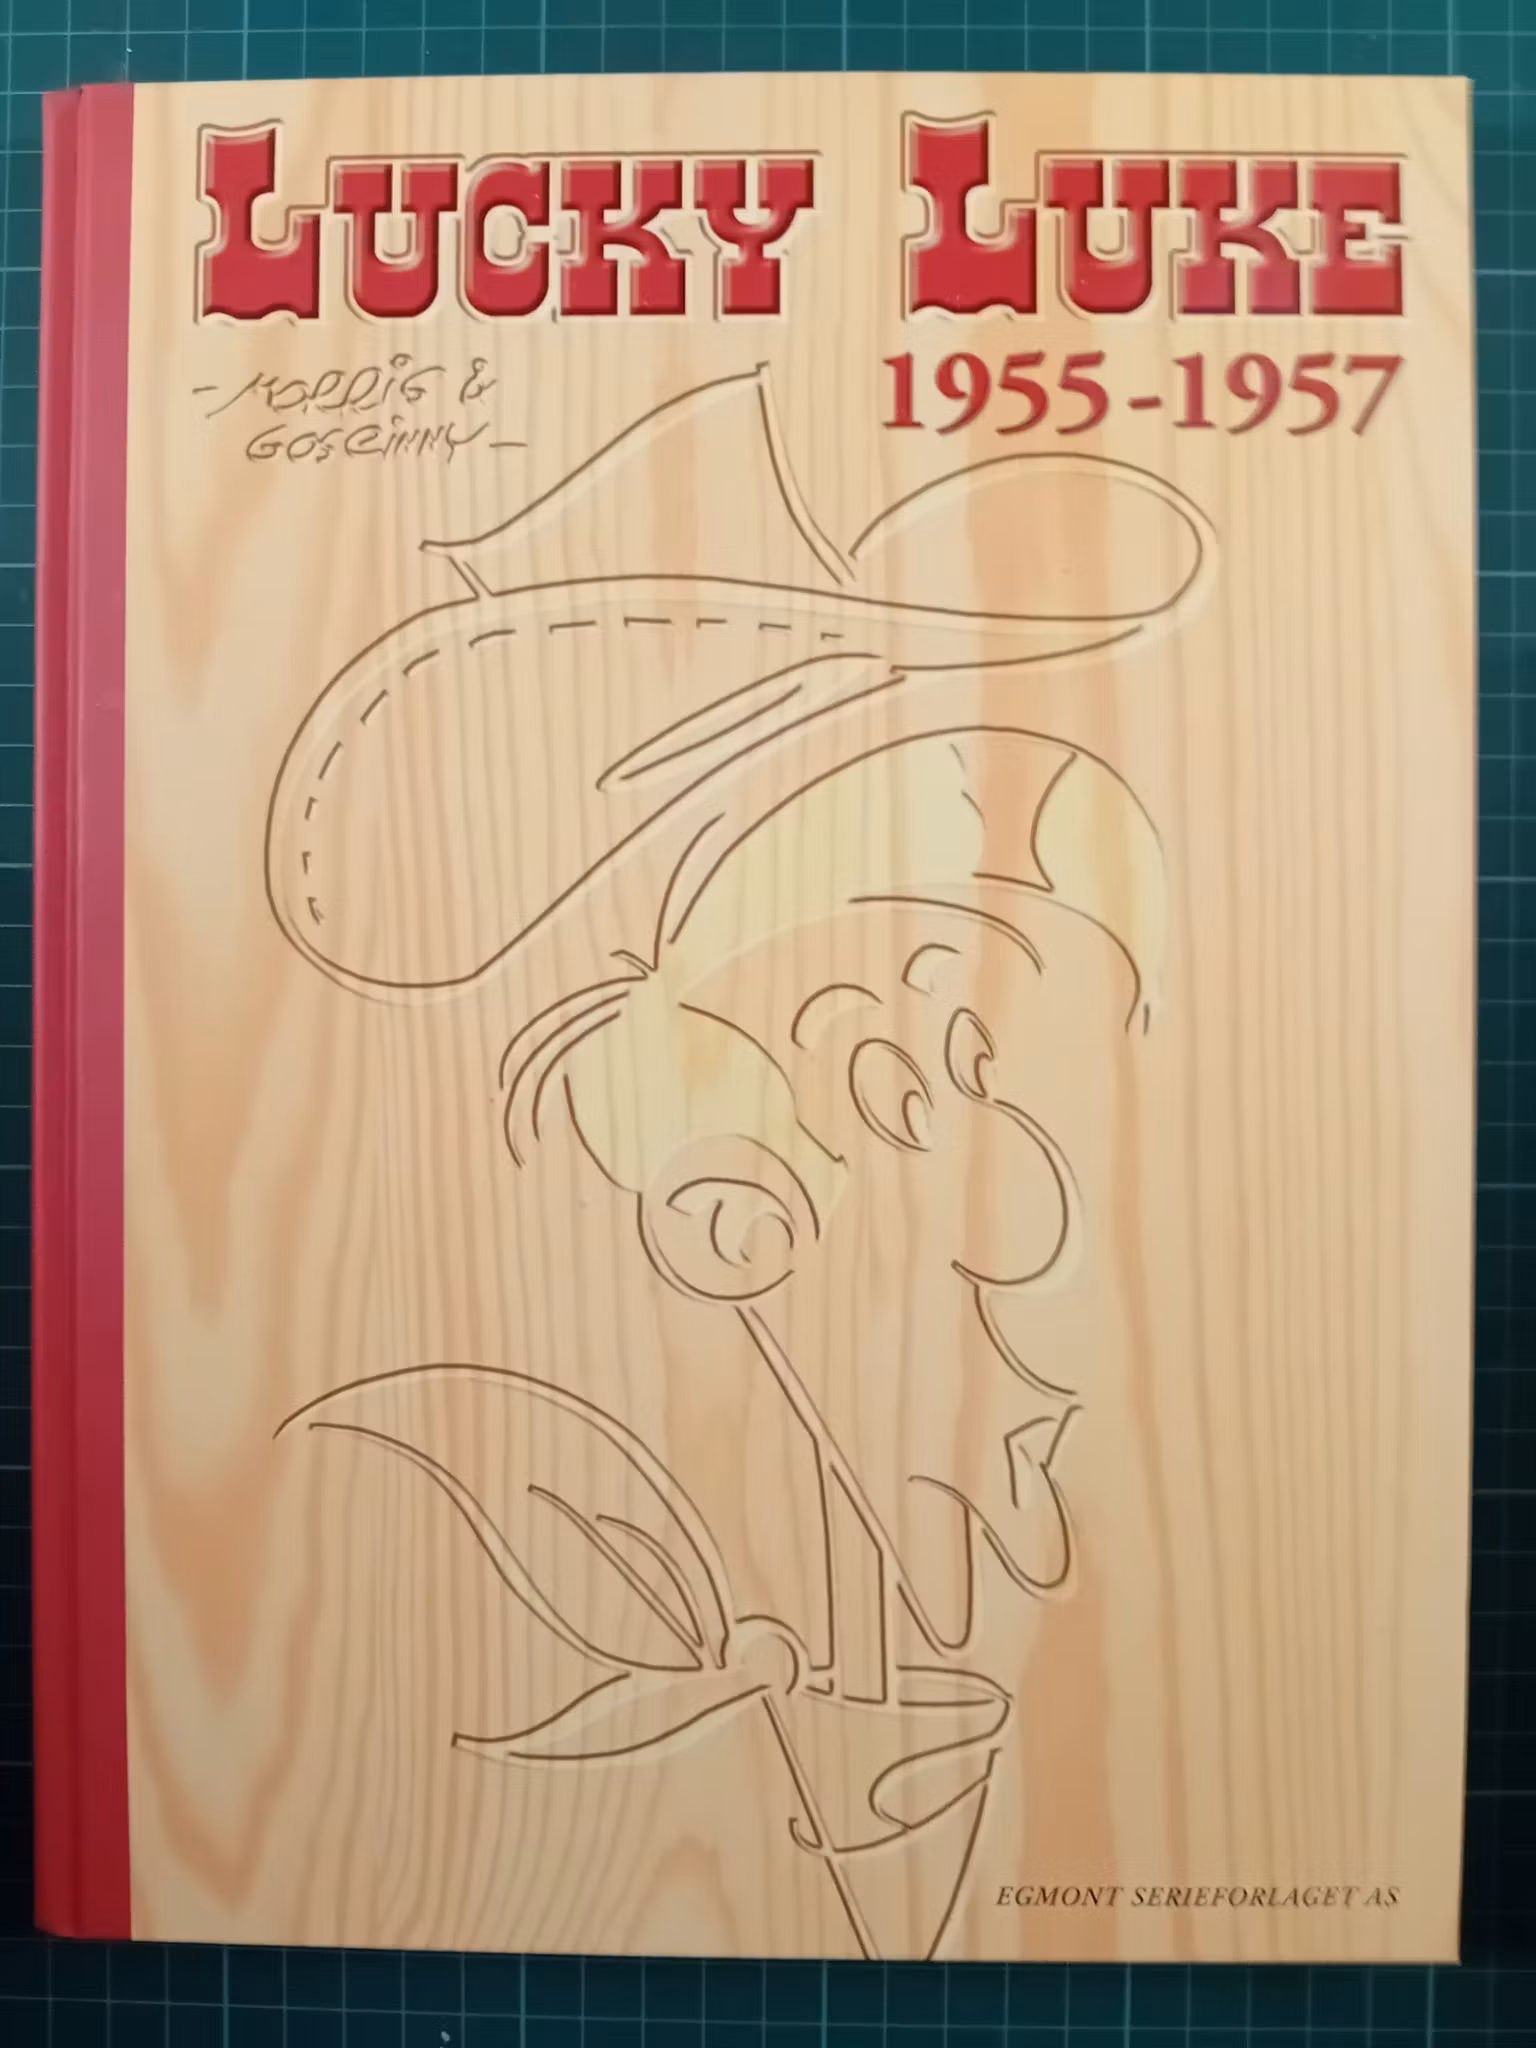 LUCKY LUKE
1955-1957
- MORRIS &
GOSCINNY -
EGMONT SERIEFORLAGET AS